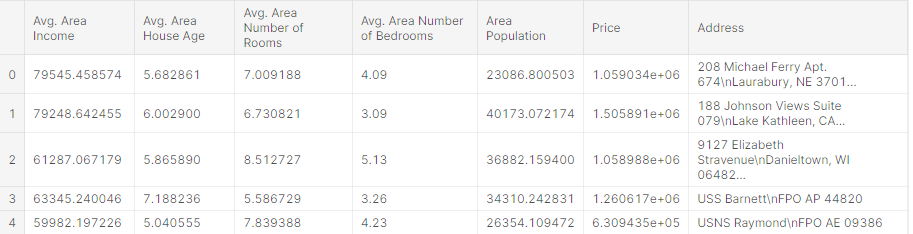 Avg. Area Income Avg. Area House Age Avg. Area Number of Rooms Avg. Area Number of Bedrooms Area Population Price Address
0 79545.458574 5.682861 7.009188 4.09 23086.800503 1.059034e+06 208 Michael Ferry Apt. 674\nLaurabury, NE 3701...
1 79248.642455 6.002900 6.730821 3.09 40173.072174 1.505891e+06 188 Johnson Views Suite 079\nLake Kathleen, CA...
2 61287.067179 5.865890 8.512727 5.13 36882.159400 1.058988e+06 9127 Elizabeth Stravenue\nDanieltown, WI 06482...
3 63345.240046 7.188236 5.586729 3.26 34310.242831 1.260617e+06 USS Barnett\nFPO AP 44820
4 59982.197226 5.040555 7.839388 4.23 26354.109472 6.309435e+05 USNS Raymond\nFPO AE 09386